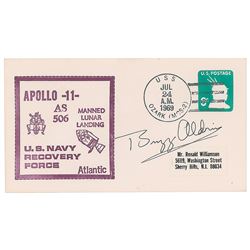 APOLLO -11-
AS
506
MANNED
LUNAR
LANDING
U.S. NAVY
RECOVERY
FORCE
Atlantic
USS
JUL
24
A.M.
1969
OZARK (MCS-2)
U.S. POSTAGE
Buzz Aldrin
Mr. Ronald Williamson
5609, Washington Street
Sherry Hills, N.J. 08034